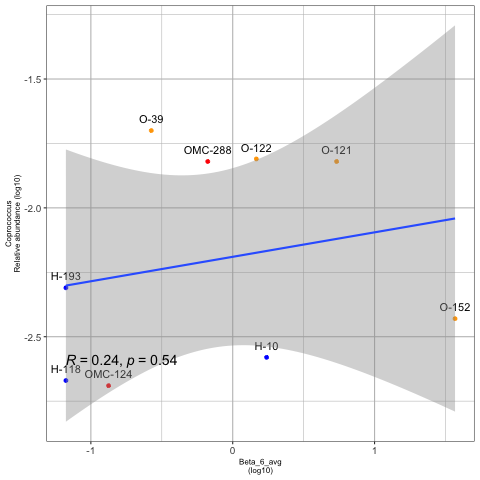 -1.5
-2.0
-2.5
Coprococcus
Relative abundance (log10)
O-39
OMC-288
O-122
O-121
H-193
O-152
H-10
R = 0.24, p = 0.54
H-118
OMC-124
-1
0
1
Beta_6_avg
(log10)